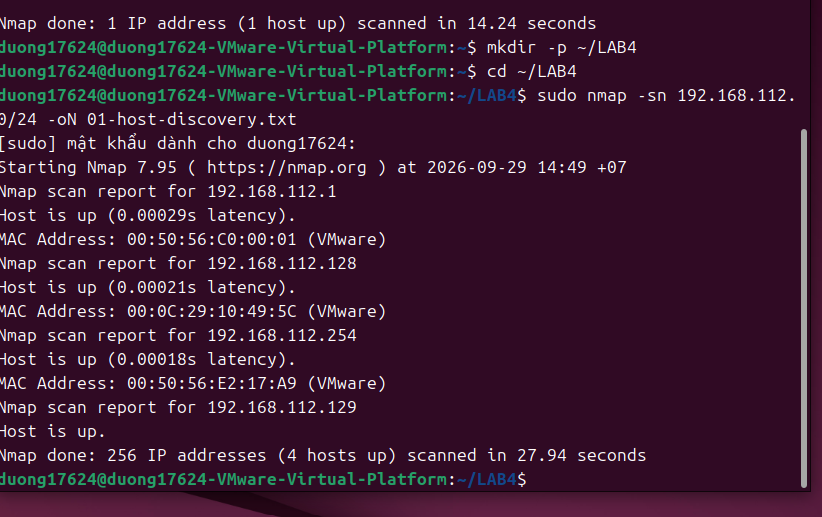 Nmap done: 1 IP address (1 host up) scanned in 14.24 seconds
duong17624@duong17624-VMware-Virtual-Platform:~$ mkdir -p ~/LAB4
duong17624@duong17624-VMware-Virtual-Platform:~$ cd ~/LAB4
duong17624@duong17624-VMware-Virtual-Platform:~/LAB4$ sudo nmap -sn 192.168.112.
0/24 -oN 01-host-discovery.txt
[sudo] mật khẩu dành cho duong17624:
Starting Nmap 7.95 ( https://nmap.org ) at 2026-09-29 14:49 +07
Nmap scan report for 192.168.112.1
Host is up (0.00029s latency).
MAC Address: 00:50:56:C0:00:01 (VMware)
Nmap scan report for 192.168.112.128
Host is up (0.00021s latency).
MAC Address: 00:0C:29:10:49:5C (VMware)
Nmap scan report for 192.168.112.254
Host is up (0.00018s latency).
MAC Address: 00:50:56:E2:17:A9 (VMware)
Nmap scan report for 192.168.112.129
Host is up.
Nmap done: 256 IP addresses (4 hosts up) scanned in 27.94 seconds
duong17624@duong17624-VMware-Virtual-Platform:~/LAB4$